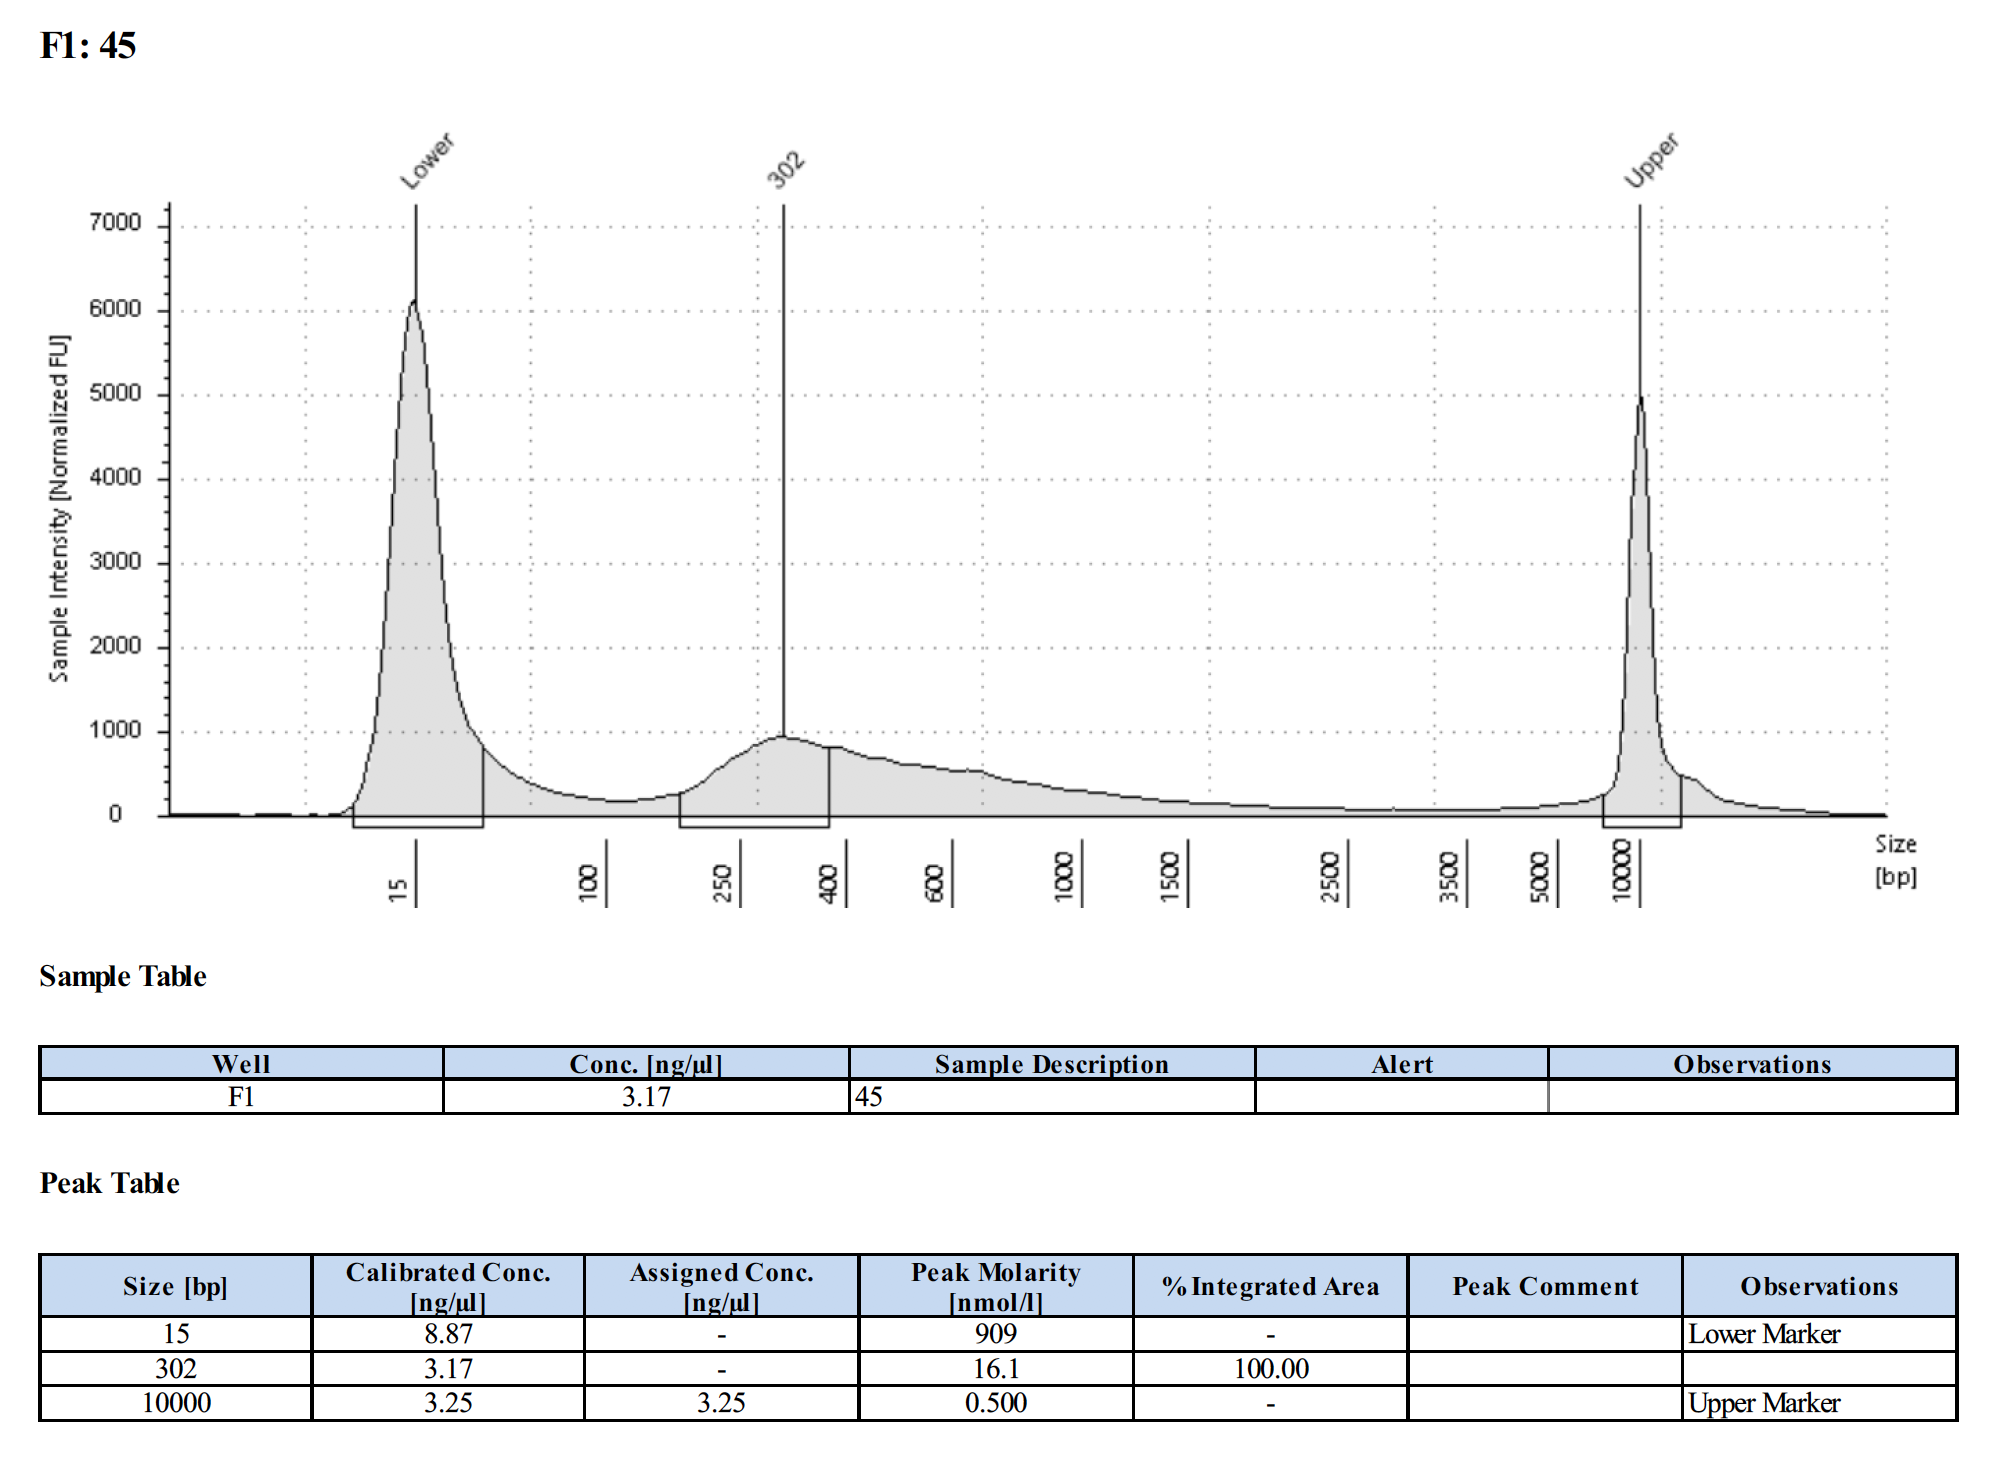 F1: 45
Lower
302
Upper
7000
6000
5000
4000
3000
2000
1000
0
Sample Intensity [Normalized FU]
15
100
250
400
600
1000
1500
2500
3500
5000
10000
Size
[bp]
Sample Table
Well Conc. [ng/µl] Sample Description Alert Observations
F1 3.17 45
Peak Table
Size [bp] Calibrated Conc. [ng/µl] Assigned Conc. [ng/µl] Peak Molarity [nmol/l] % Integrated Area Peak Comment Observations
15 8.87 - 909 - Lower Marker
302 3.17 - 16.1 100.00
10000 3.25 3.25 0.500 - Upper Marker